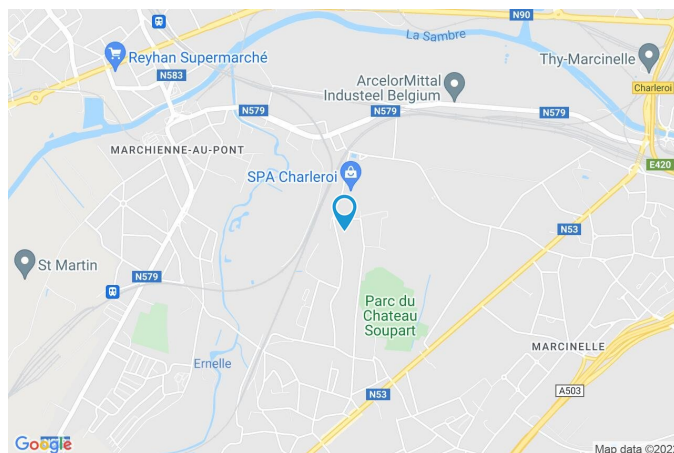 N90
La Sambre
Reyhan Supermarché
Thy-Marcinelle
N583
ArcelorMittal
Industeel Belgium
Charleroi
N579
N579
N579
MARCHIENNE-AU-PONT
E420
SPA Charleroi
N53
St Martin
N579
Parc du
Chateau
Soupart
MARCINELLE
Ernelle
N53
A503
Google
Map data ©202